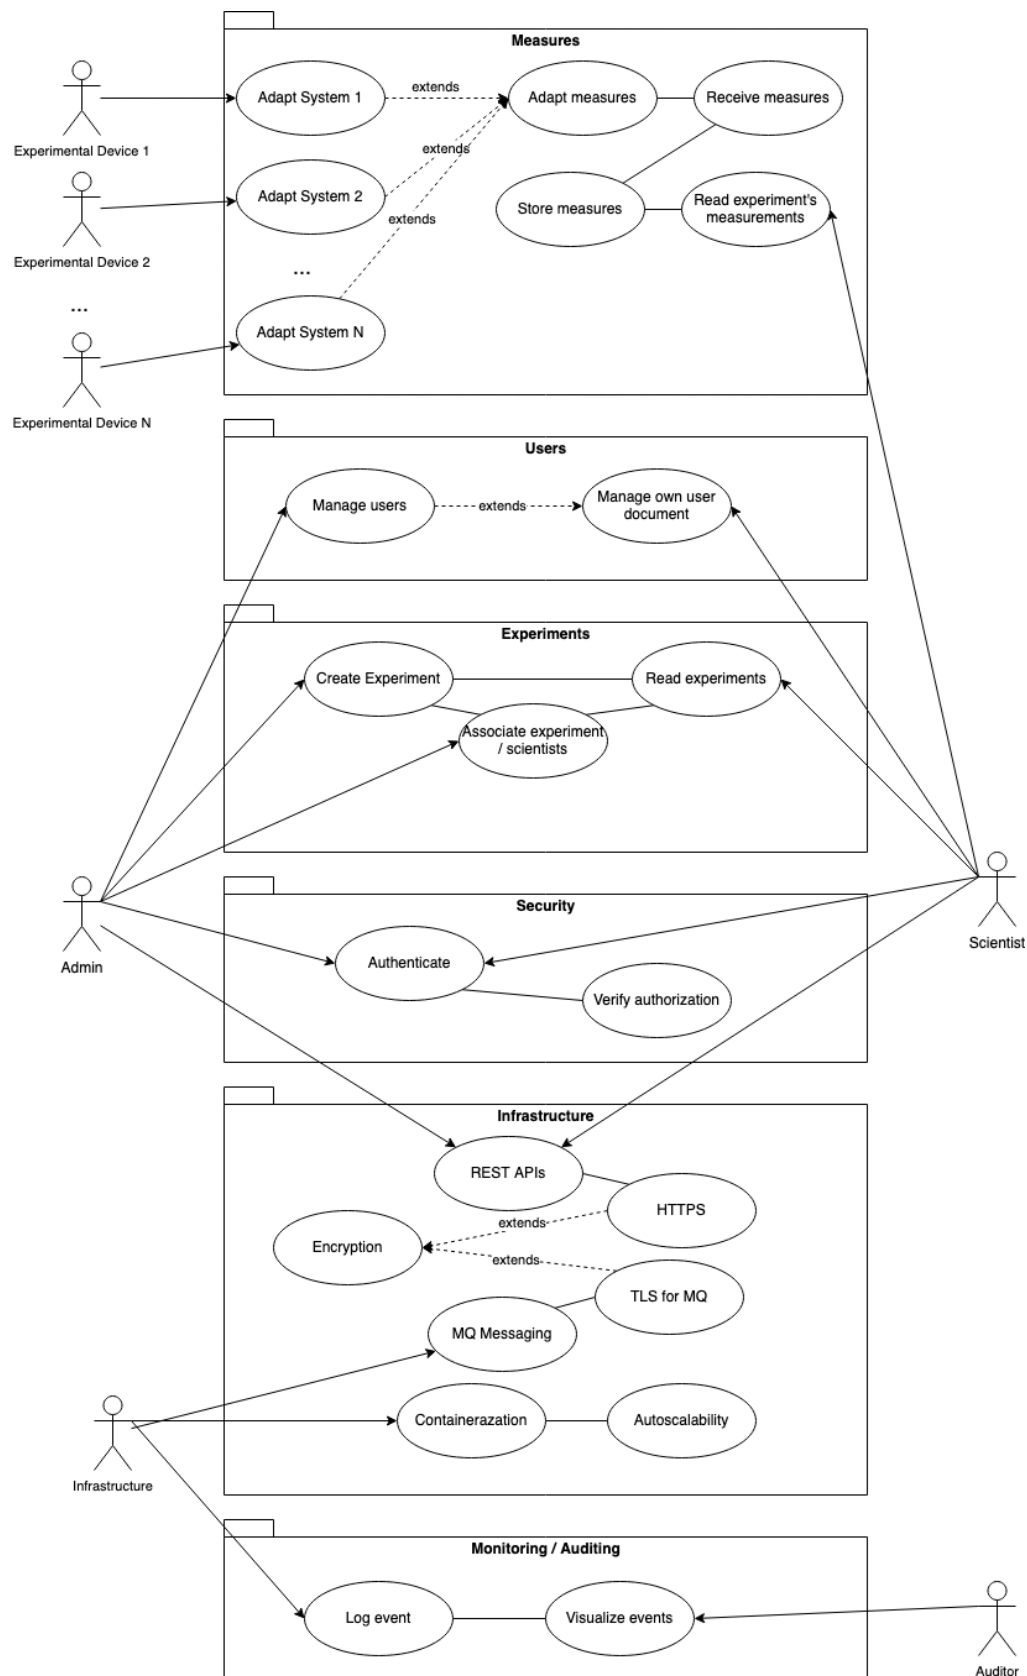 Measures
Adapt System 1
extends
Adapt measures
Receive measures
Experimental Device 1
extends
Adapt System 2
Store measures
Read experiment's
measurements
extends
Experimental Device 2
...
...
Adapt System N
Experimental Device N
Users
Manage users
extends
Manage own user
document
Experiments
Create Experiment
Read experiments
Associate experiment
/ scientists
Admin
Scientist
Security
Authenticate
Verify authorization
Infrastructure
REST APIs
HTTPS
extends
Encryption
extends
TLS for MQ
MQ Messaging
Containerazation
Autoscalability
Infrastructure
Monitoring / Auditing
Log event
Visualize events
Auditor